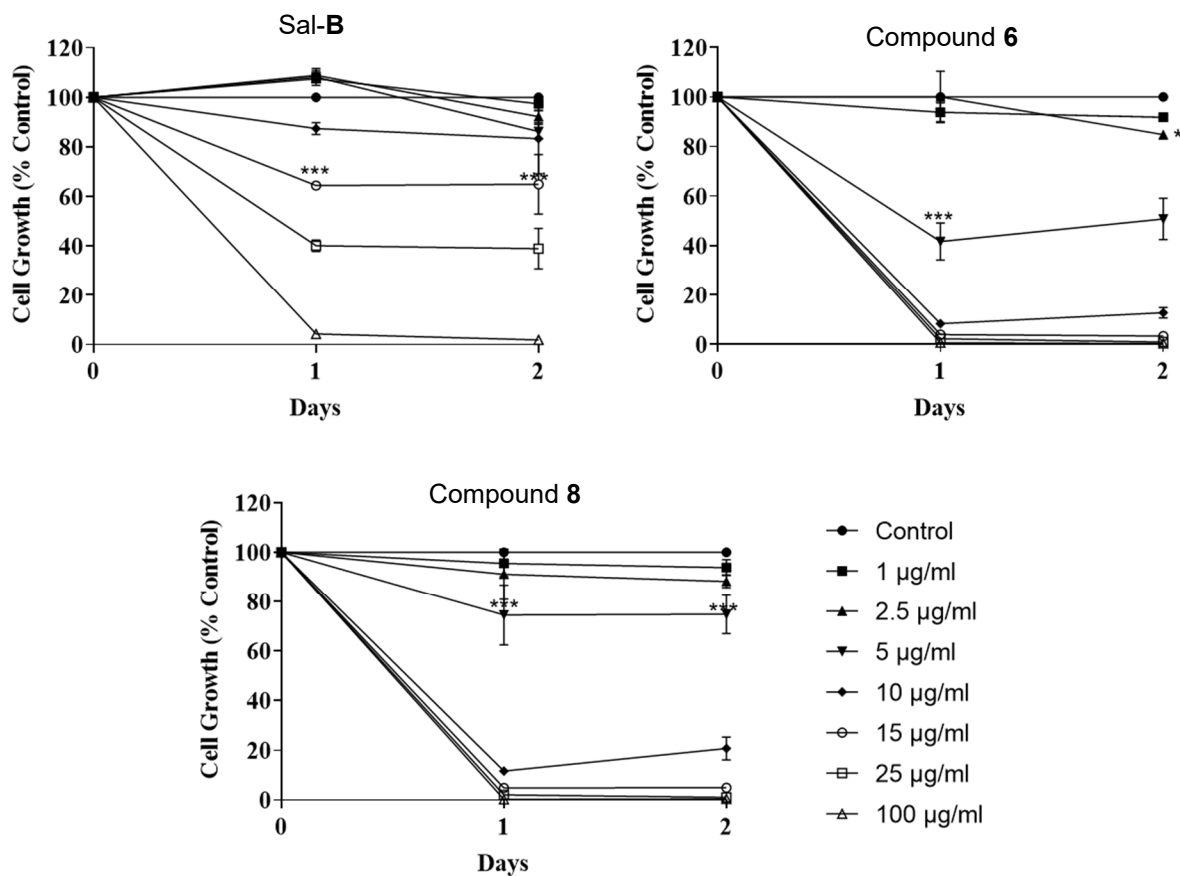 Sal-B
Cell Growth (% Control)
120
100
80
60
40
20
0
***
***
0
1
2
Days
Compound 6
Cell Growth (% Control)
120
100
80
60
40
20
0
***
*
0
1
2
Days
Compound 8
Cell Growth (% Control)
120
100
80
60
40
20
0
***
***
0
1
2
Days
Control
1 µg/ml
2.5 µg/ml
5 µg/ml
10 µg/ml
15 µg/ml
25 µg/ml
100 µg/ml